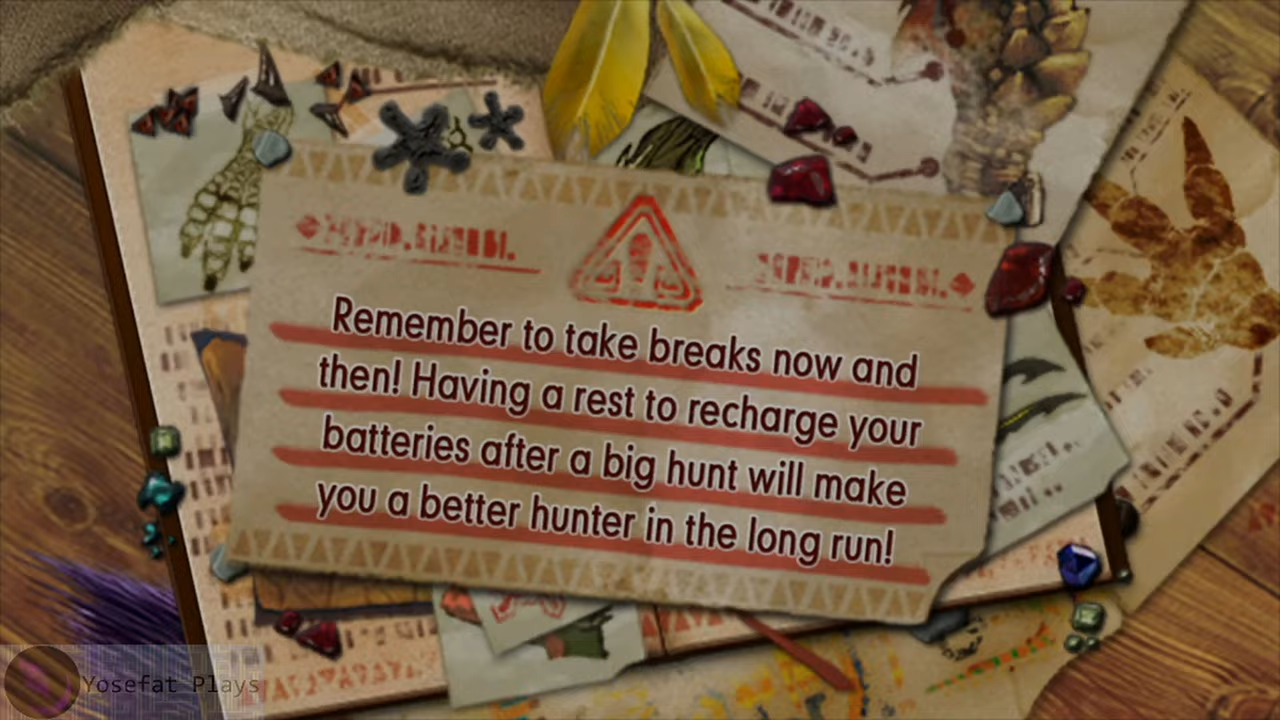 Remember to take breaks now and
then! Having a rest to recharge your
batteries after a big hunt will make
you a better hunter in the long run!
Yosefat Plays